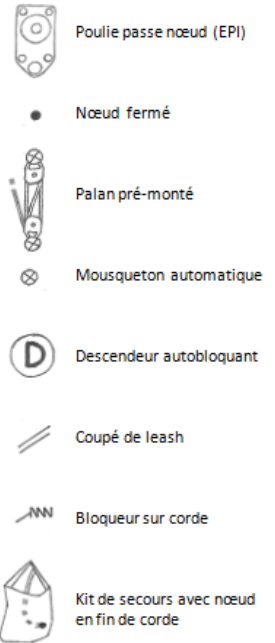 Poulie passe nœud (EPI)
Nœud fermé
Palan pré-monté
Mousqueton automatique
D
Descendeur autobloquant
Coupé de leash
Bloqueur sur corde
Kit de secours avec nœud
en fin de corde